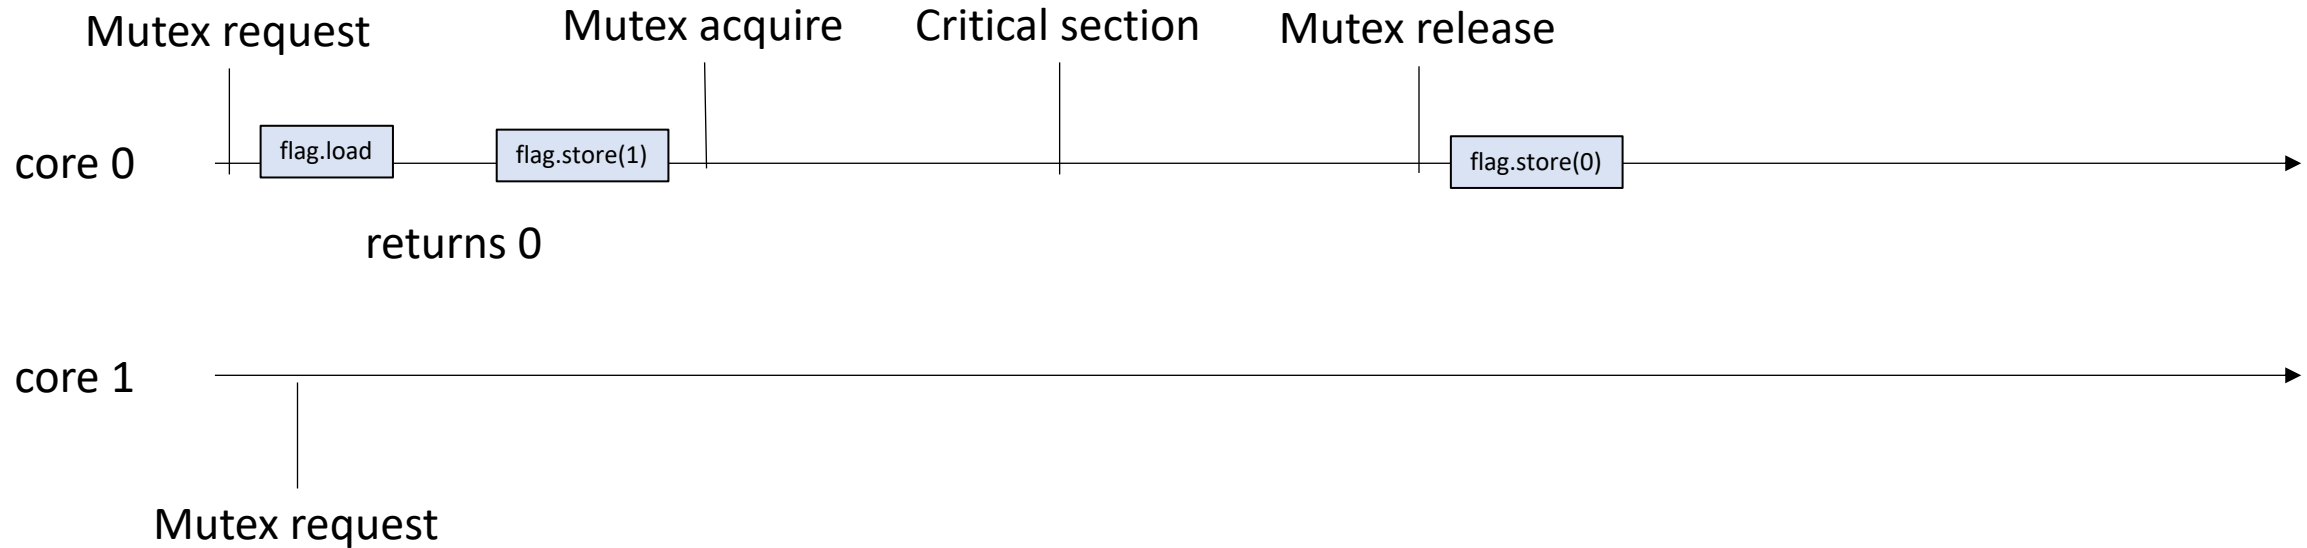 Mutex request
Mutex acquire
Critical section
Mutex release
core 0
flag.load
flag.store(1)
flag.store(0)
returns 0
core 1
Mutex request